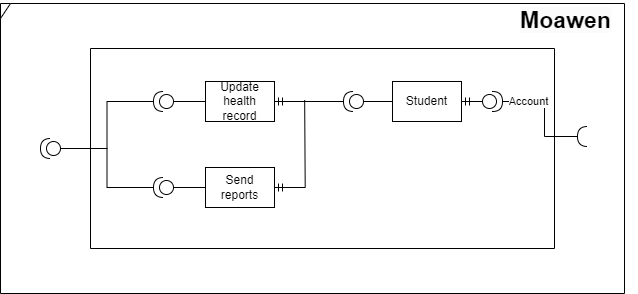 Moawen
Update
health
record
Student
Account
Send
reports